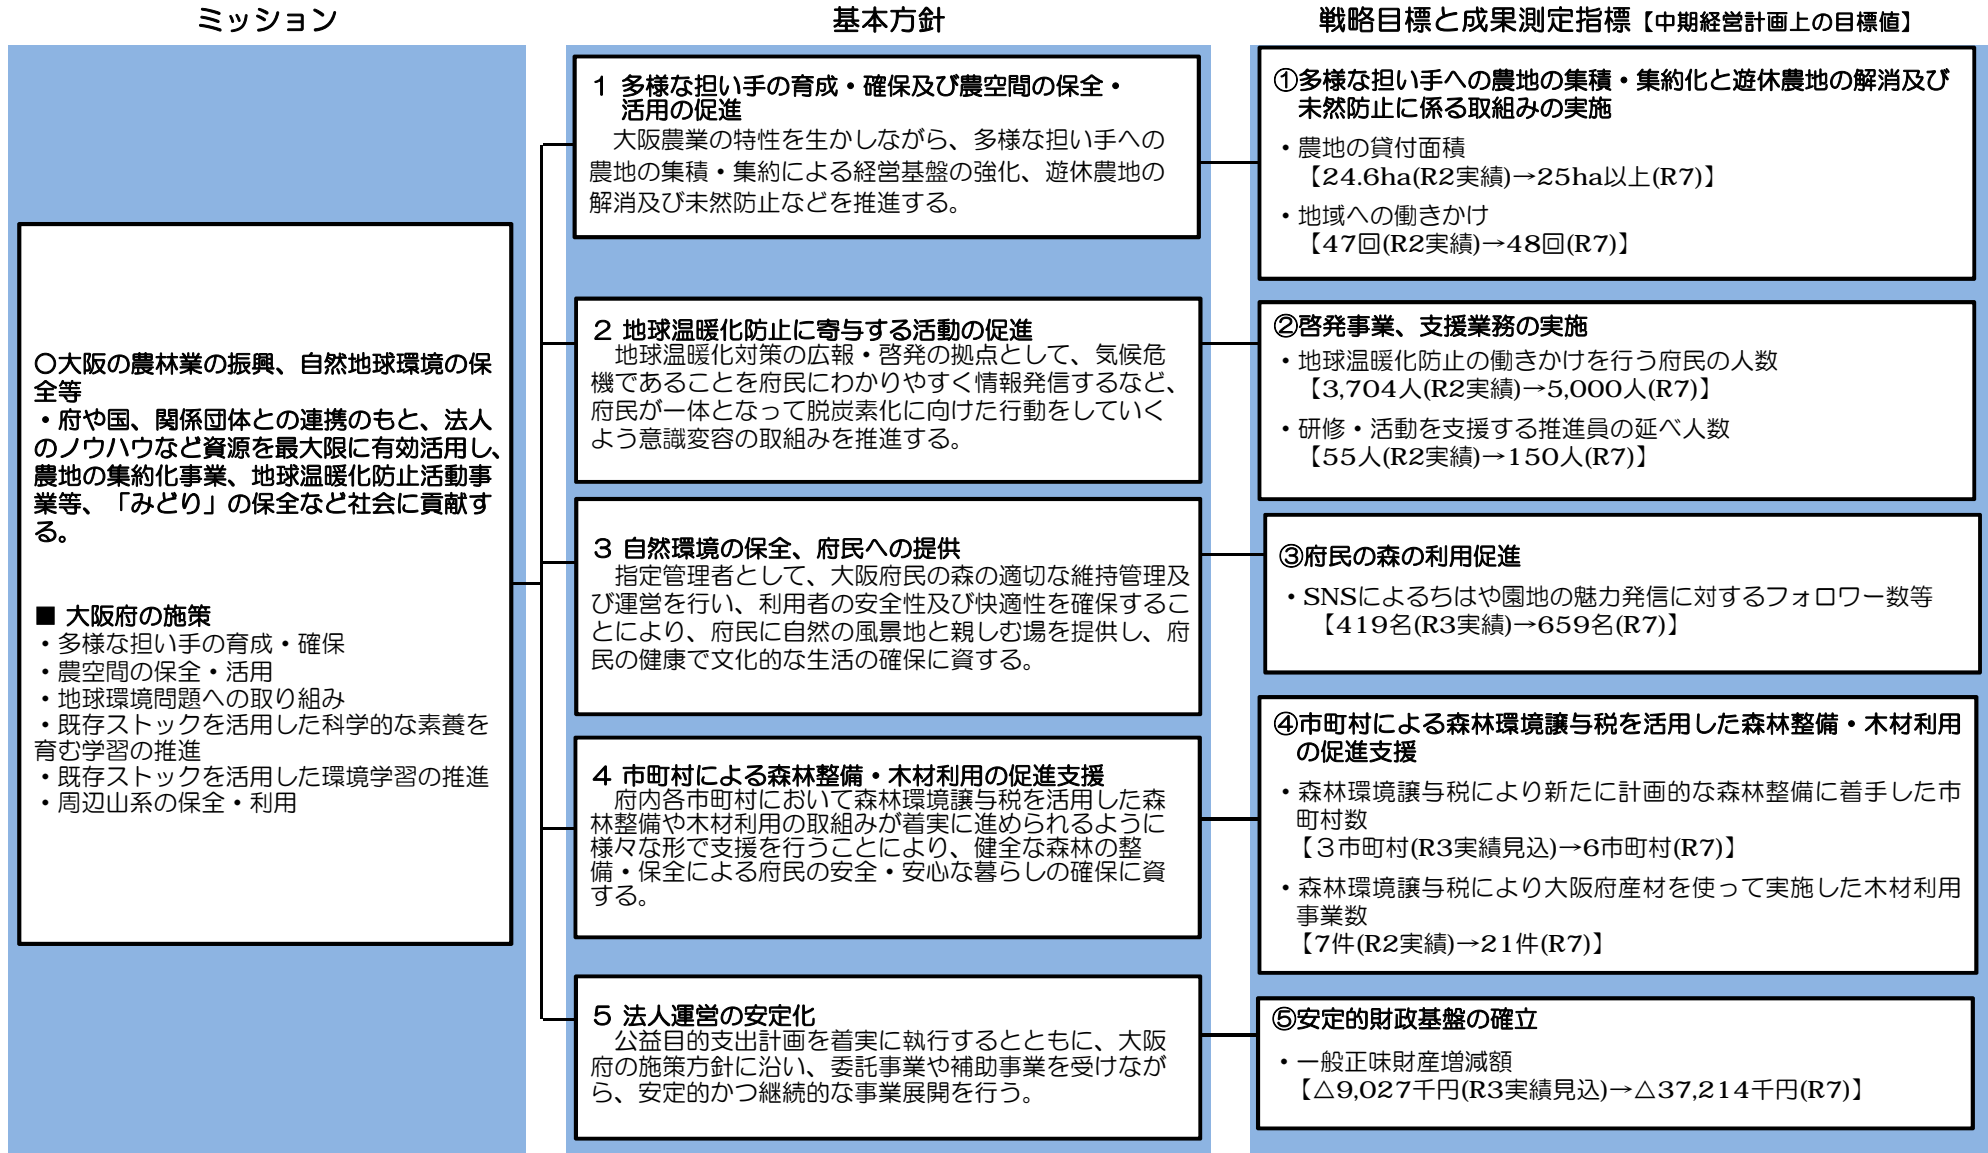 ミッション
基本方針
戦略目標と成果測定指標【中期経営計画上の目標値】
〇大阪の農林業の振興、自然地球環境の保
全等
・府や国、関係団体との連携のもと、法人
のノウハウなど資源を最大限に有効活用し、
農地の集約化事業、地球温暖化防止活動事
業等、「みどり」の保全など社会に貢献す
る。
■ 大阪府の施策
・多様な担い手の育成・確保
・農空間の保全・活用
・地球環境問題への取り組み
・既存ストックを活用した科学的な素養を
育む学習の推進
・既存ストックを活用した環境学習の推進
・周辺山系の保全・利用
１ 多様な担い手の育成・確保及び農空間の保全・
活用の促進
大阪農業の特性を生かしながら、多様な担い手への
農地の集積・集約による経営基盤の強化、遊休農地の
解消及び未然防止などを推進する。
２ 地球温暖化防止に寄与する活動の促進
地球温暖化対策の広報・啓発の拠点として、気候危
機であることを府民にわかりやすく情報発信するなど、
府民が一体となって脱炭素化に向けた行動をしていく
よう意識変容の取組みを推進する。
３ 自然環境の保全、府民への提供
指定管理者として、大阪府民の森の適切な維持管理及
び運営を行い、利用者の安全性及び快適性を確保するこ
とにより、府民に自然の風景地と親しむ場を提供し、府
民の健康で文化的な生活の確保に資する。
４ 市町村による森林整備・木材利用の促進支援
府内各市町村において森林環境譲与税を活用した森
林整備や木材利用の取組みが着実に進められるように
様々な形で支援を行うことにより、健全な森林の整
備・保全による府民の安全・安心な暮らしの確保に資
する。
５ 法人運営の安定化
公益目的支出計画を着実に執行するとともに、大阪
府の施策方針に沿い、委託事業や補助事業を受けなが
ら、安定的かつ継続的な事業展開を行う。
①多様な担い手への農地の集積・集約化と遊休農地の解消及び
未然防止に係る取組みの実施
・農地の貸付面積
【24.6ha(R2実績)→25ha以上(R7)】
・地域への働きかけ
【47回(R2実績)→48回(R7)】
②啓発事業、支援業務の実施
・地球温暖化防止の働きかけを行う府民の人数
【3,704人(R2実績)→5,000人(R7)】
・研修・活動を支援する推進員の延べ人数
【55人(R2実績)→150人(R7)】
③府民の森の利用促進
・SNSによるちはや園地の魅力発信に対するフォロワー数等
【419名(R3実績)→659名(R7)】
④市町村による森林環境譲与税を活用した森林整備・木材利用
の促進支援
・森林環境譲与税により新たに計画的な森林整備に着手した市
町村数
【３市町村(R3実績見込)→6市町村(R7)】
・森林環境譲与税により大阪府産材を使って実施した木材利用
事業数
【7件(R2実績)→21件(R7)】
⑤安定的財政基盤の確立
・一般正味財産増減額
【△9,027千円(R3実績見込)→△37,214千円(R7)】